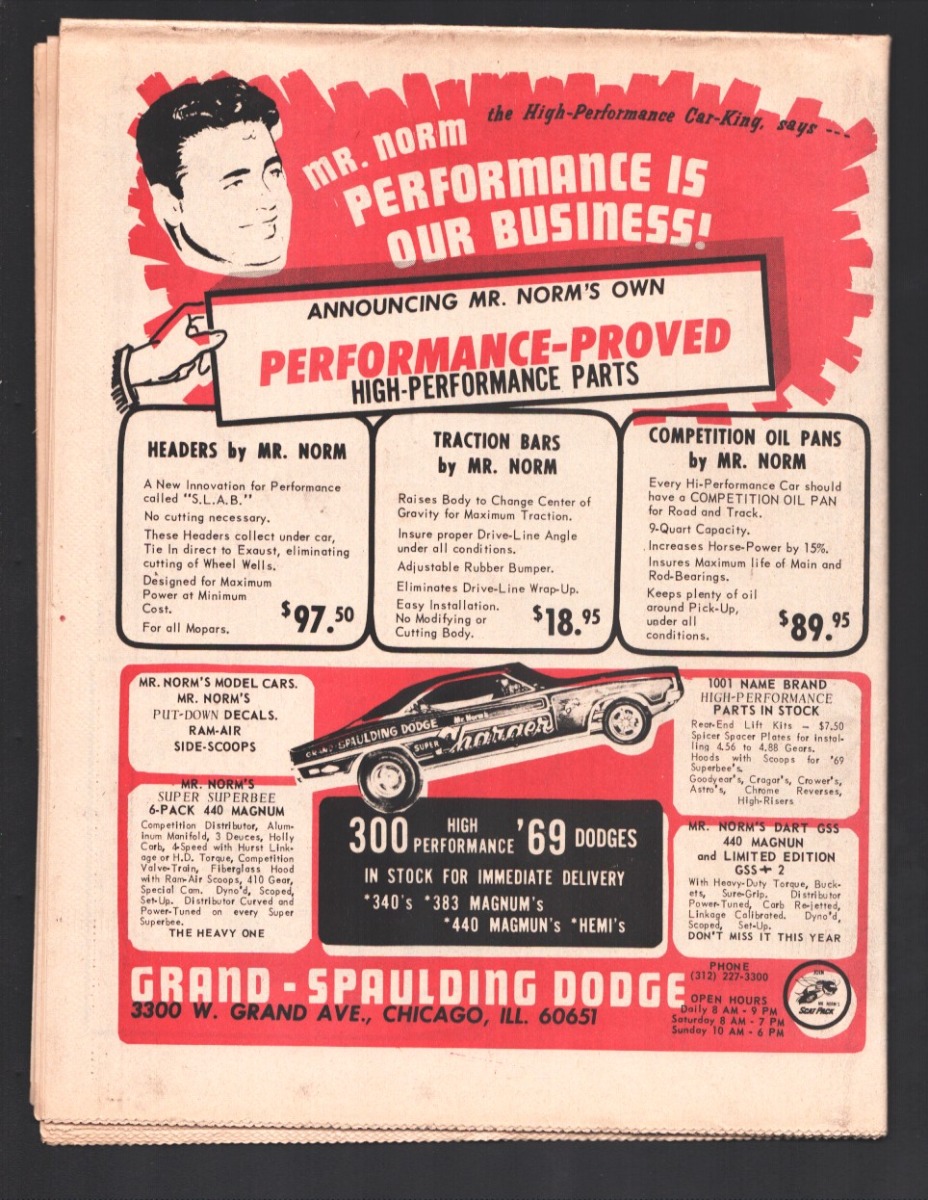 the High-Performance Car-King, says ---
MR. NORM
PERFORMANCE IS
OUR BUSINESS!
ANNOUNCING MR. NORM'S OWN
PERFORMANCE-PROVED
HIGH-PERFORMANCE PARTS
HEADERS by MR. NORM
A New Innovation for Performance
called "S.L.A.B."
No cutting necessary.
These Headers collect under car,
Tie In direct to Exaust, eliminating
cutting of Wheel Wells.
Designed for Maximum
Power at Minimum
Cost.
For all Mopars.
$97.50
TRACTION BARS
by MR. NORM
Raises Body to Change Center of
Gravity for Maximum Traction.
Insure proper Drive-Line Angle
under all conditions.
Adjustable Rubber Bumper.
Eliminates Drive-Line Wrap-Up.
Easy Installation.
No Modifying or
Cutting Body.
$18.95
COMPETITION OIL PANS
by MR. NORM
Every Hi-Performance Car should
have a COMPETITION OIL PAN
for Road and Track.
9-Quart Capacity.
Increases Horse-Power by 15%.
Insures Maximum life of Main and
Rod-Bearings.
Keeps plenty of oil
around Pick-Up,
under all
conditions.
$89.95
MR. NORM'S MODEL CARS.
MR. NORM'S
PUT-DOWN DECALS.
RAM-AIR
SIDE-SCOOPS
MR. NORM'S
SUPER SUPERBEE
6-PACK 440 MAGNUM
Competition Distributor, Alum-
inum Manifold, 3 Deuces, Holly
Carb, 4-Speed with Hurst Link-
age or H.D. Torque, Competition
Valve-Train, Fiberglass Hood
with Ram-Air Scoops, 410 Gear,
Special Cam. Dyno'd, Scoped,
Set-Up. Distributor Curved and
Power-Tuned on every Super
Superbee.
THE HEAVY ONE
GRAND-SPAULDING DODGE
Mr. Norm's
SUPER Charger
300 HIGH PERFORMANCE '69 DODGES
IN STOCK FOR IMMEDIATE DELIVERY
*340's *383 MAGNUM's
*440 MAGMUN's *HEMI's
1001 NAME BRAND
HIGH-PERFORMANCE
PARTS IN STOCK
Rear-End Lift Kits - $7.50
Spicer Spacer Plates for instal-
ling 4.56 to 4.88 Gears.
Hoods with Scoops for '69
Superbee's.
Goodyear's, Cragar's, Crower's,
Astro's, Chrome Reverses,
High-Risers
MR. NORM'S DART GSS
440 MAGNUN
and LIMITED EDITION
GSS+ 2
With Heavy-Duty Torque, Buck-
ets, Sure-Grip. Distributor
Power-Tuned, Carb Re-jetted,
Linkage Calibrated. Dyno'd,
Scoped, Set-Up.
DON'T MISS IT THIS YEAR
GRAND - SPAULDING DODGE
3300 W. GRAND AVE., CHICAGO, ILL. 60651
PHONE
(312) 227-3300
OPEN HOURS
Daily 8 AM - 9 PM
Saturday 8 AM - 7 PM
Sunday 10 AM - 6 PM
JOIN
MR NORM'S
SCAT PACK